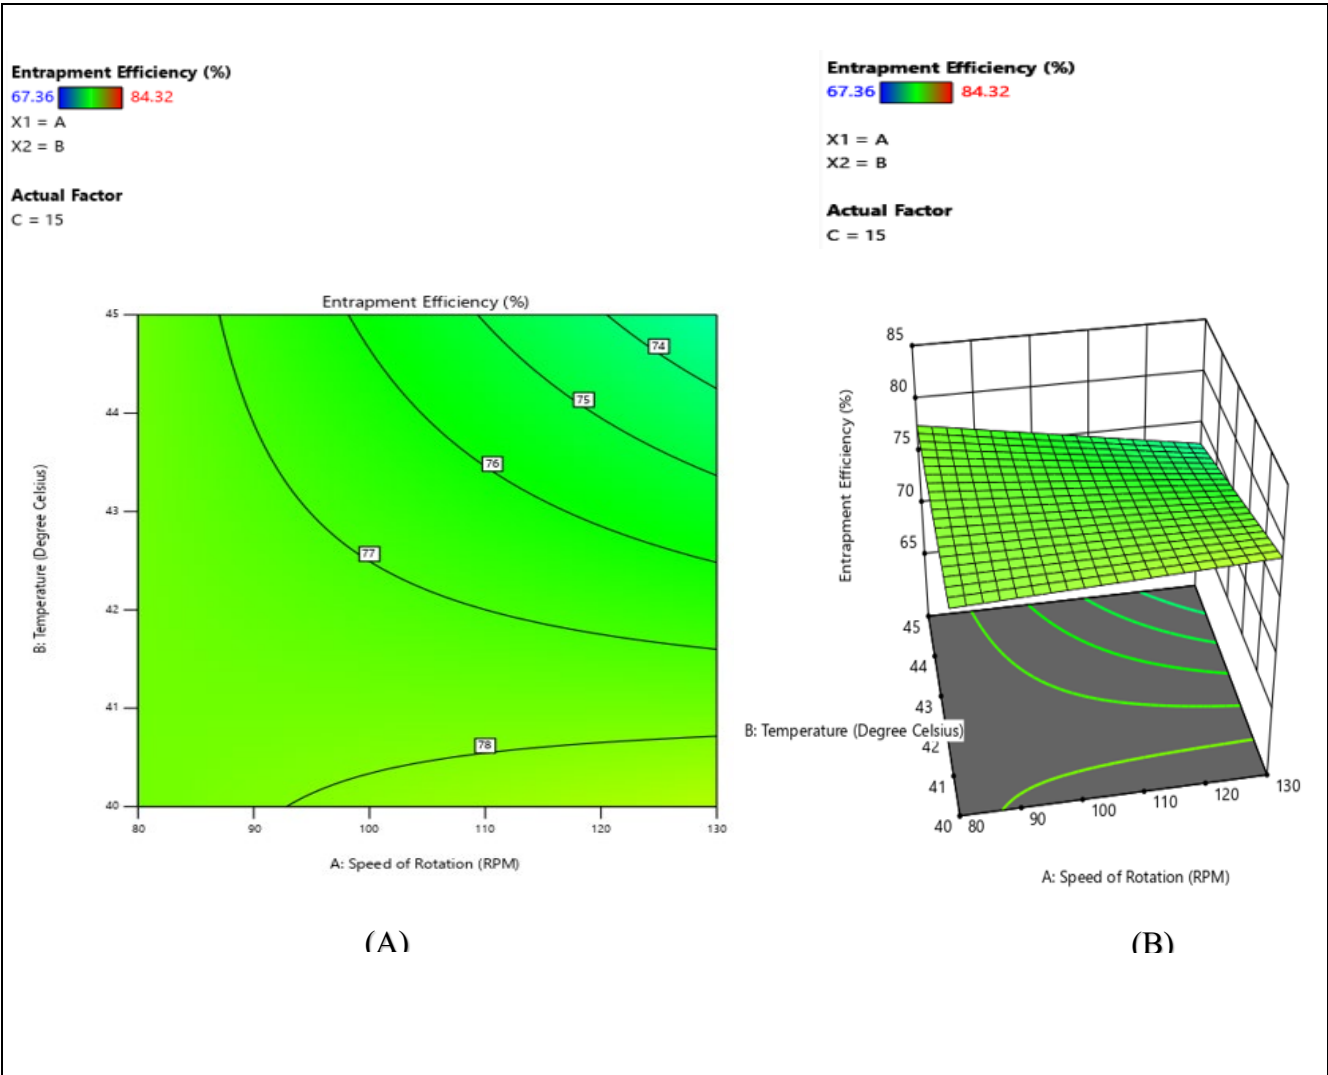 Entrapment Efficiency (%)
67.36 84.32
X1 = A
X2 = B
Actual Factor
C = 15
Entrapment Efficiency (%)
45
44
43
42
41
40
74
75
76
77
78
80 90 100 110 120 130
B: Temperature (Degree Celsius)
A: Speed of Rotation (RPM)
(A)
Entrapment Efficiency (%)
67.36 84.32
X1 = A
X2 = B
Actual Factor
C = 15
85
80
75
70
65
Entrapment Efficiency (%)
45
44
43
42
41
40
B: Temperature (Degree Celsius)
80 90 100 110 120 130
A: Speed of Rotation (RPM)
(B)